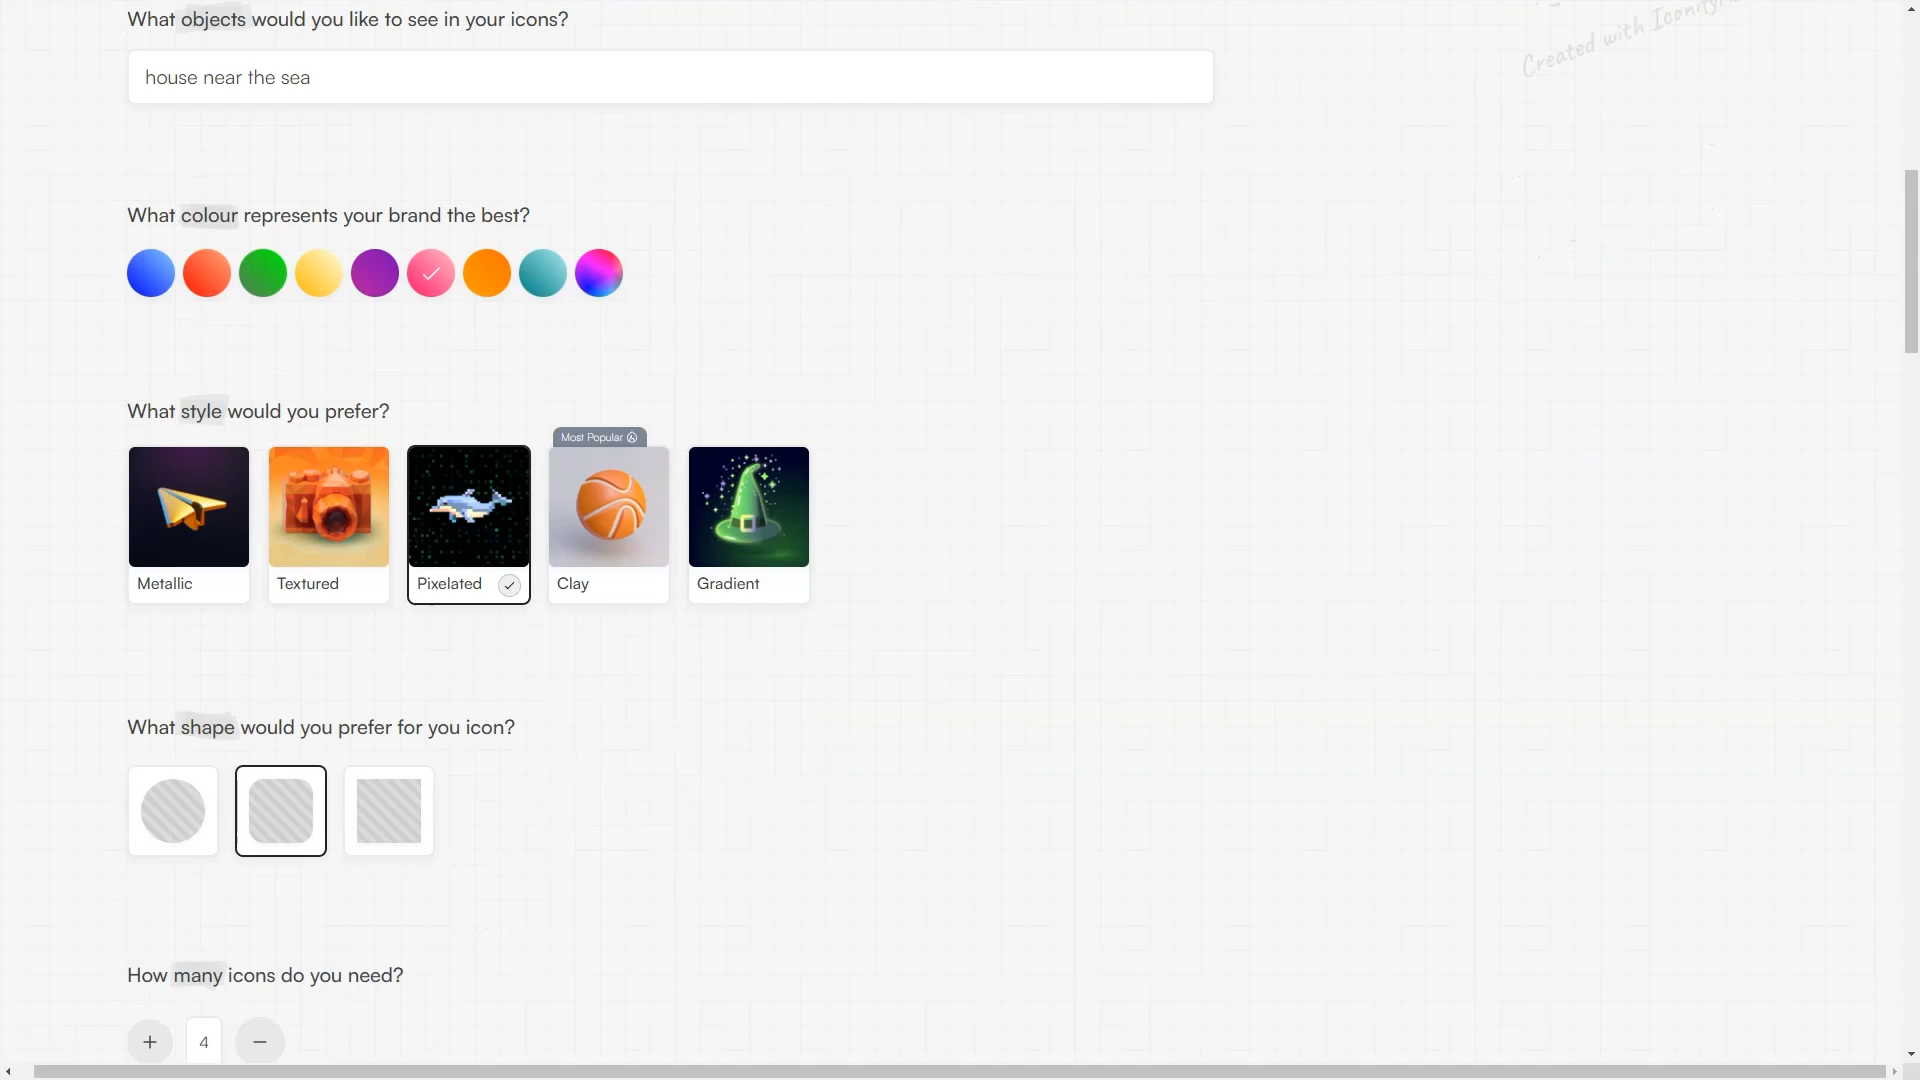 What objects would you like to see in your icons?
Created with
house near the sea
What colour represents your brand the best?
What style would you prefer?
Most Popular
Metallic
Textured
Pixelated
Clay
Gradient
What shape would you prefer for you icon?
How many icons do you need?
+ 4 −